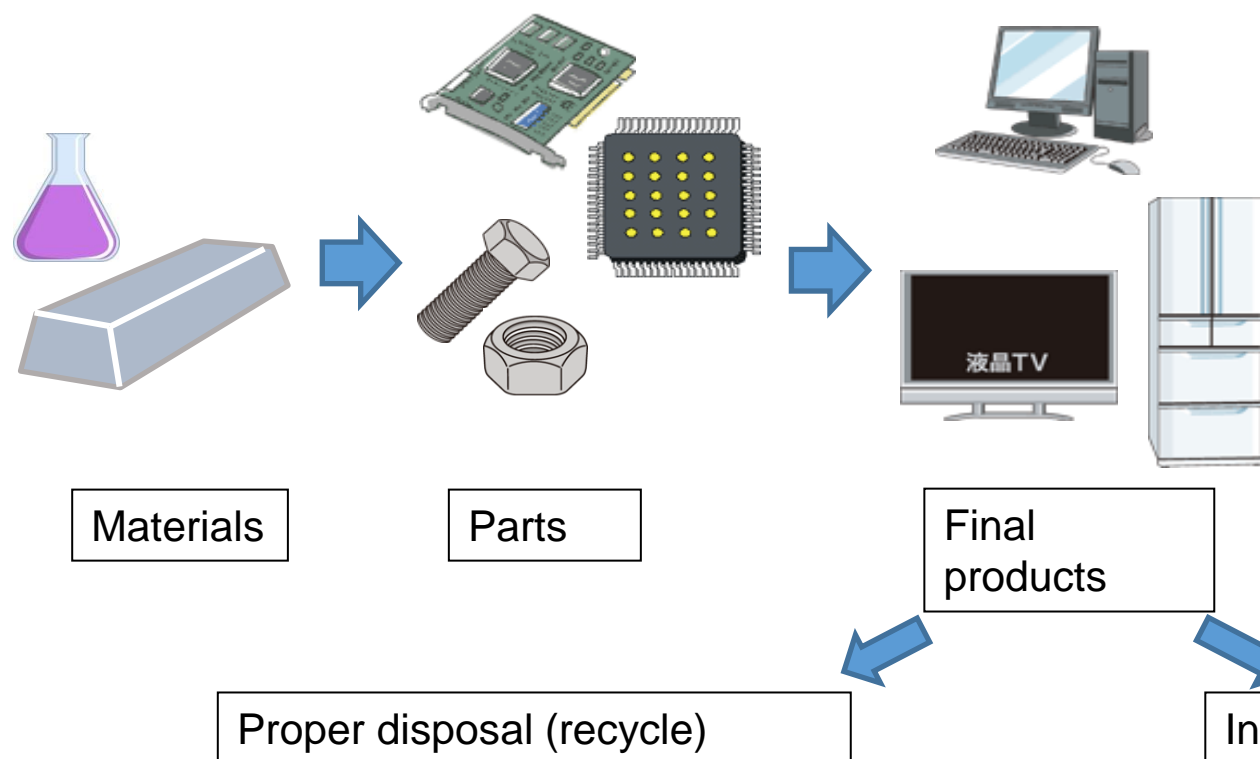 液晶TV
Materials
Parts
Final
products
Proper disposal (recycle)
In